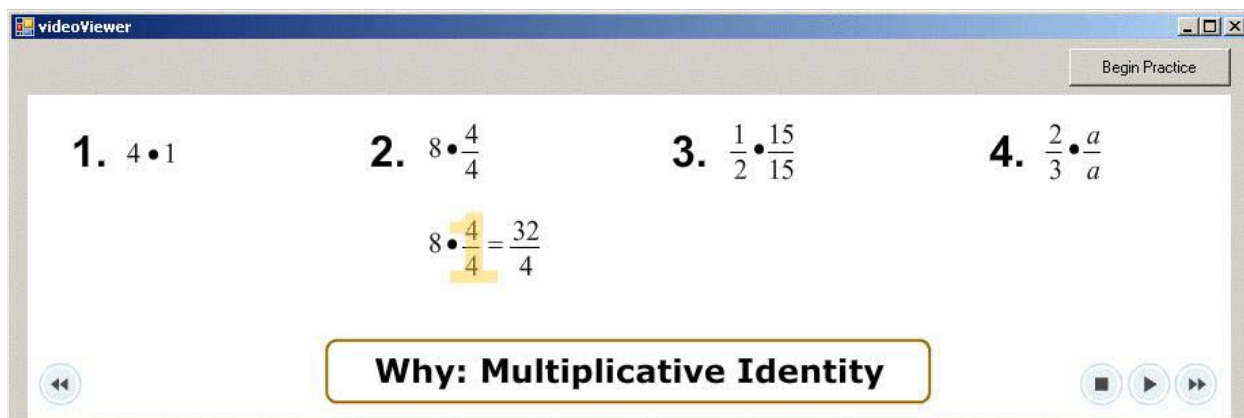 videoViewer
Begin Practice
1. 4 • 1
2. 8 • 4/4
3. 1/2 • 15/15
4. 2/3 • a/a
8 • 4/4 = 32/4
1
Why: Multiplicative Identity